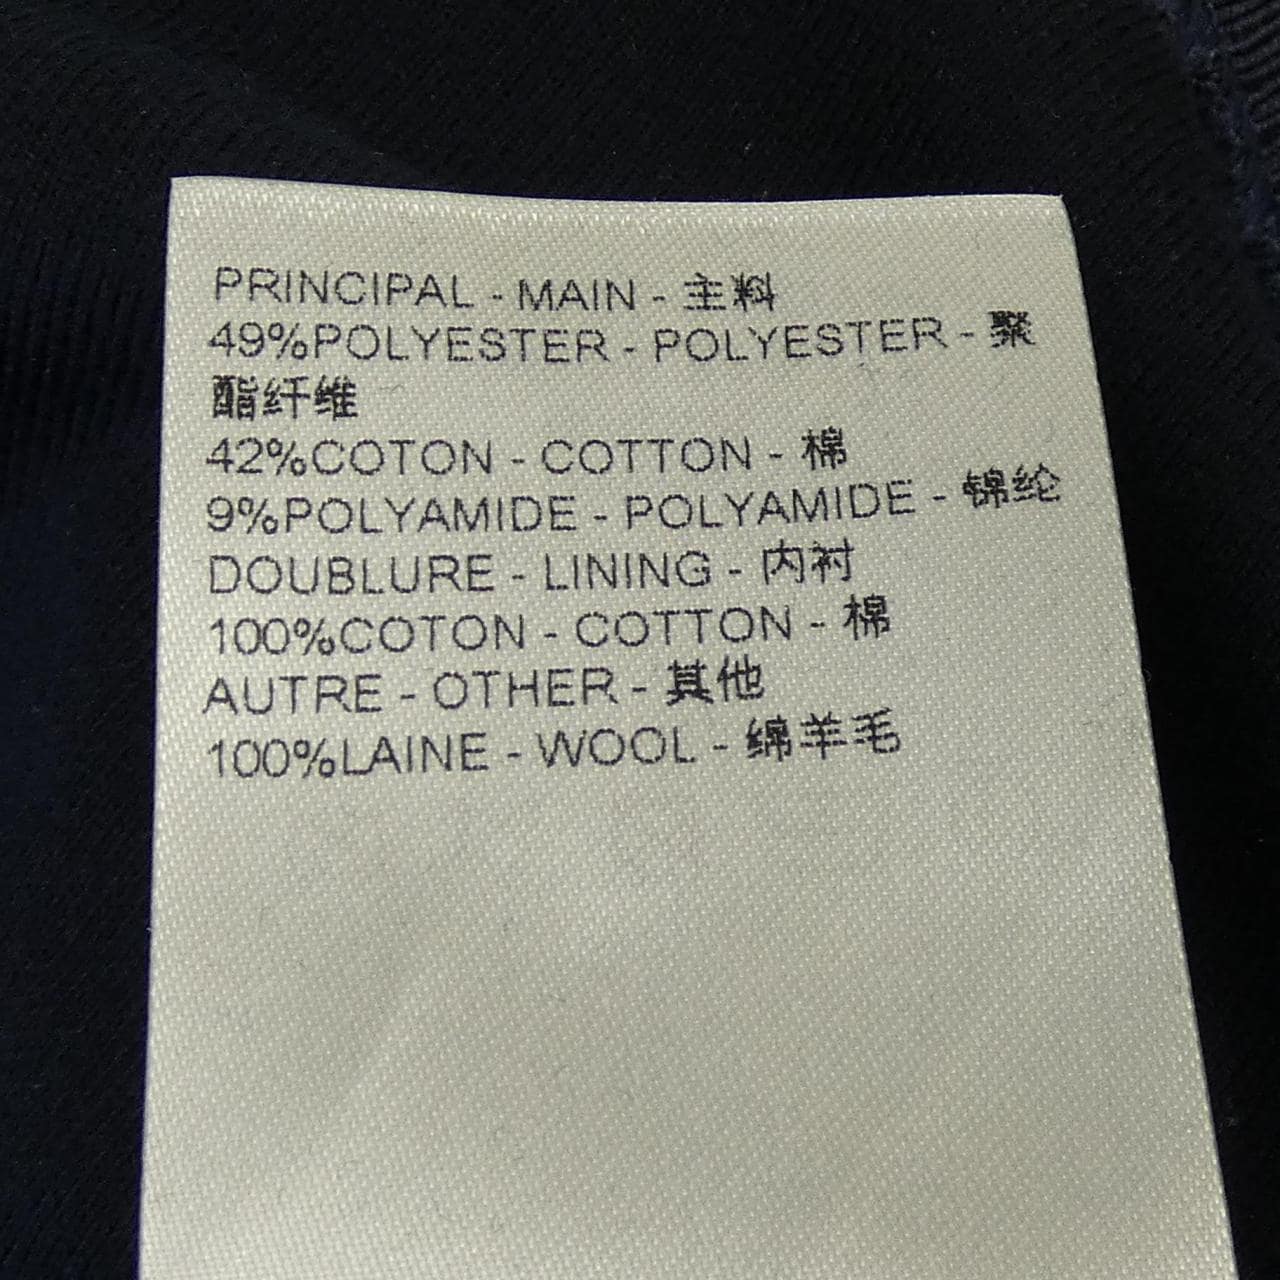 PRINCIPAL - MAIN - 主料
49%POLYESTER - POLYESTER - 聚
酯纤维
42%COTON - COTTON - 棉
9%POLYAMIDE - POLYAMIDE - 锦纶
DOUBLURE - LINING - 内衬
100%COTON - COTTON - 棉
AUTRE - OTHER - 其他
100%LAINE - WOOL - 绵羊毛